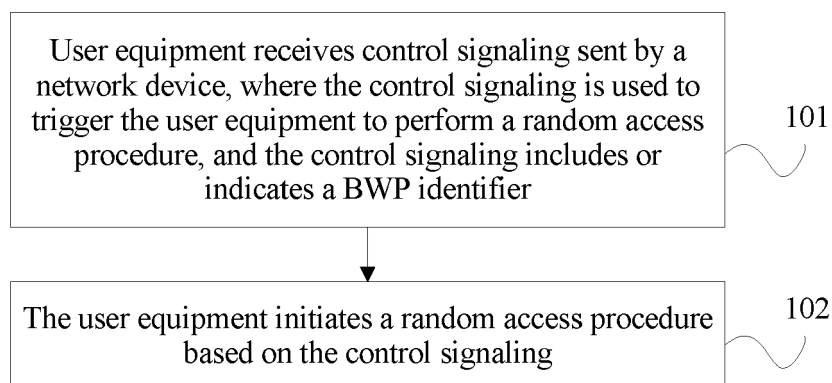 User equipment receives control signaling sent by a
network device, where the control signaling is used to
trigger the user equipment to perform a random access
procedure, and the control signaling includes or
indicates a BWP identifier
101
The user equipment initiates a random access procedure
based on the control signaling
102